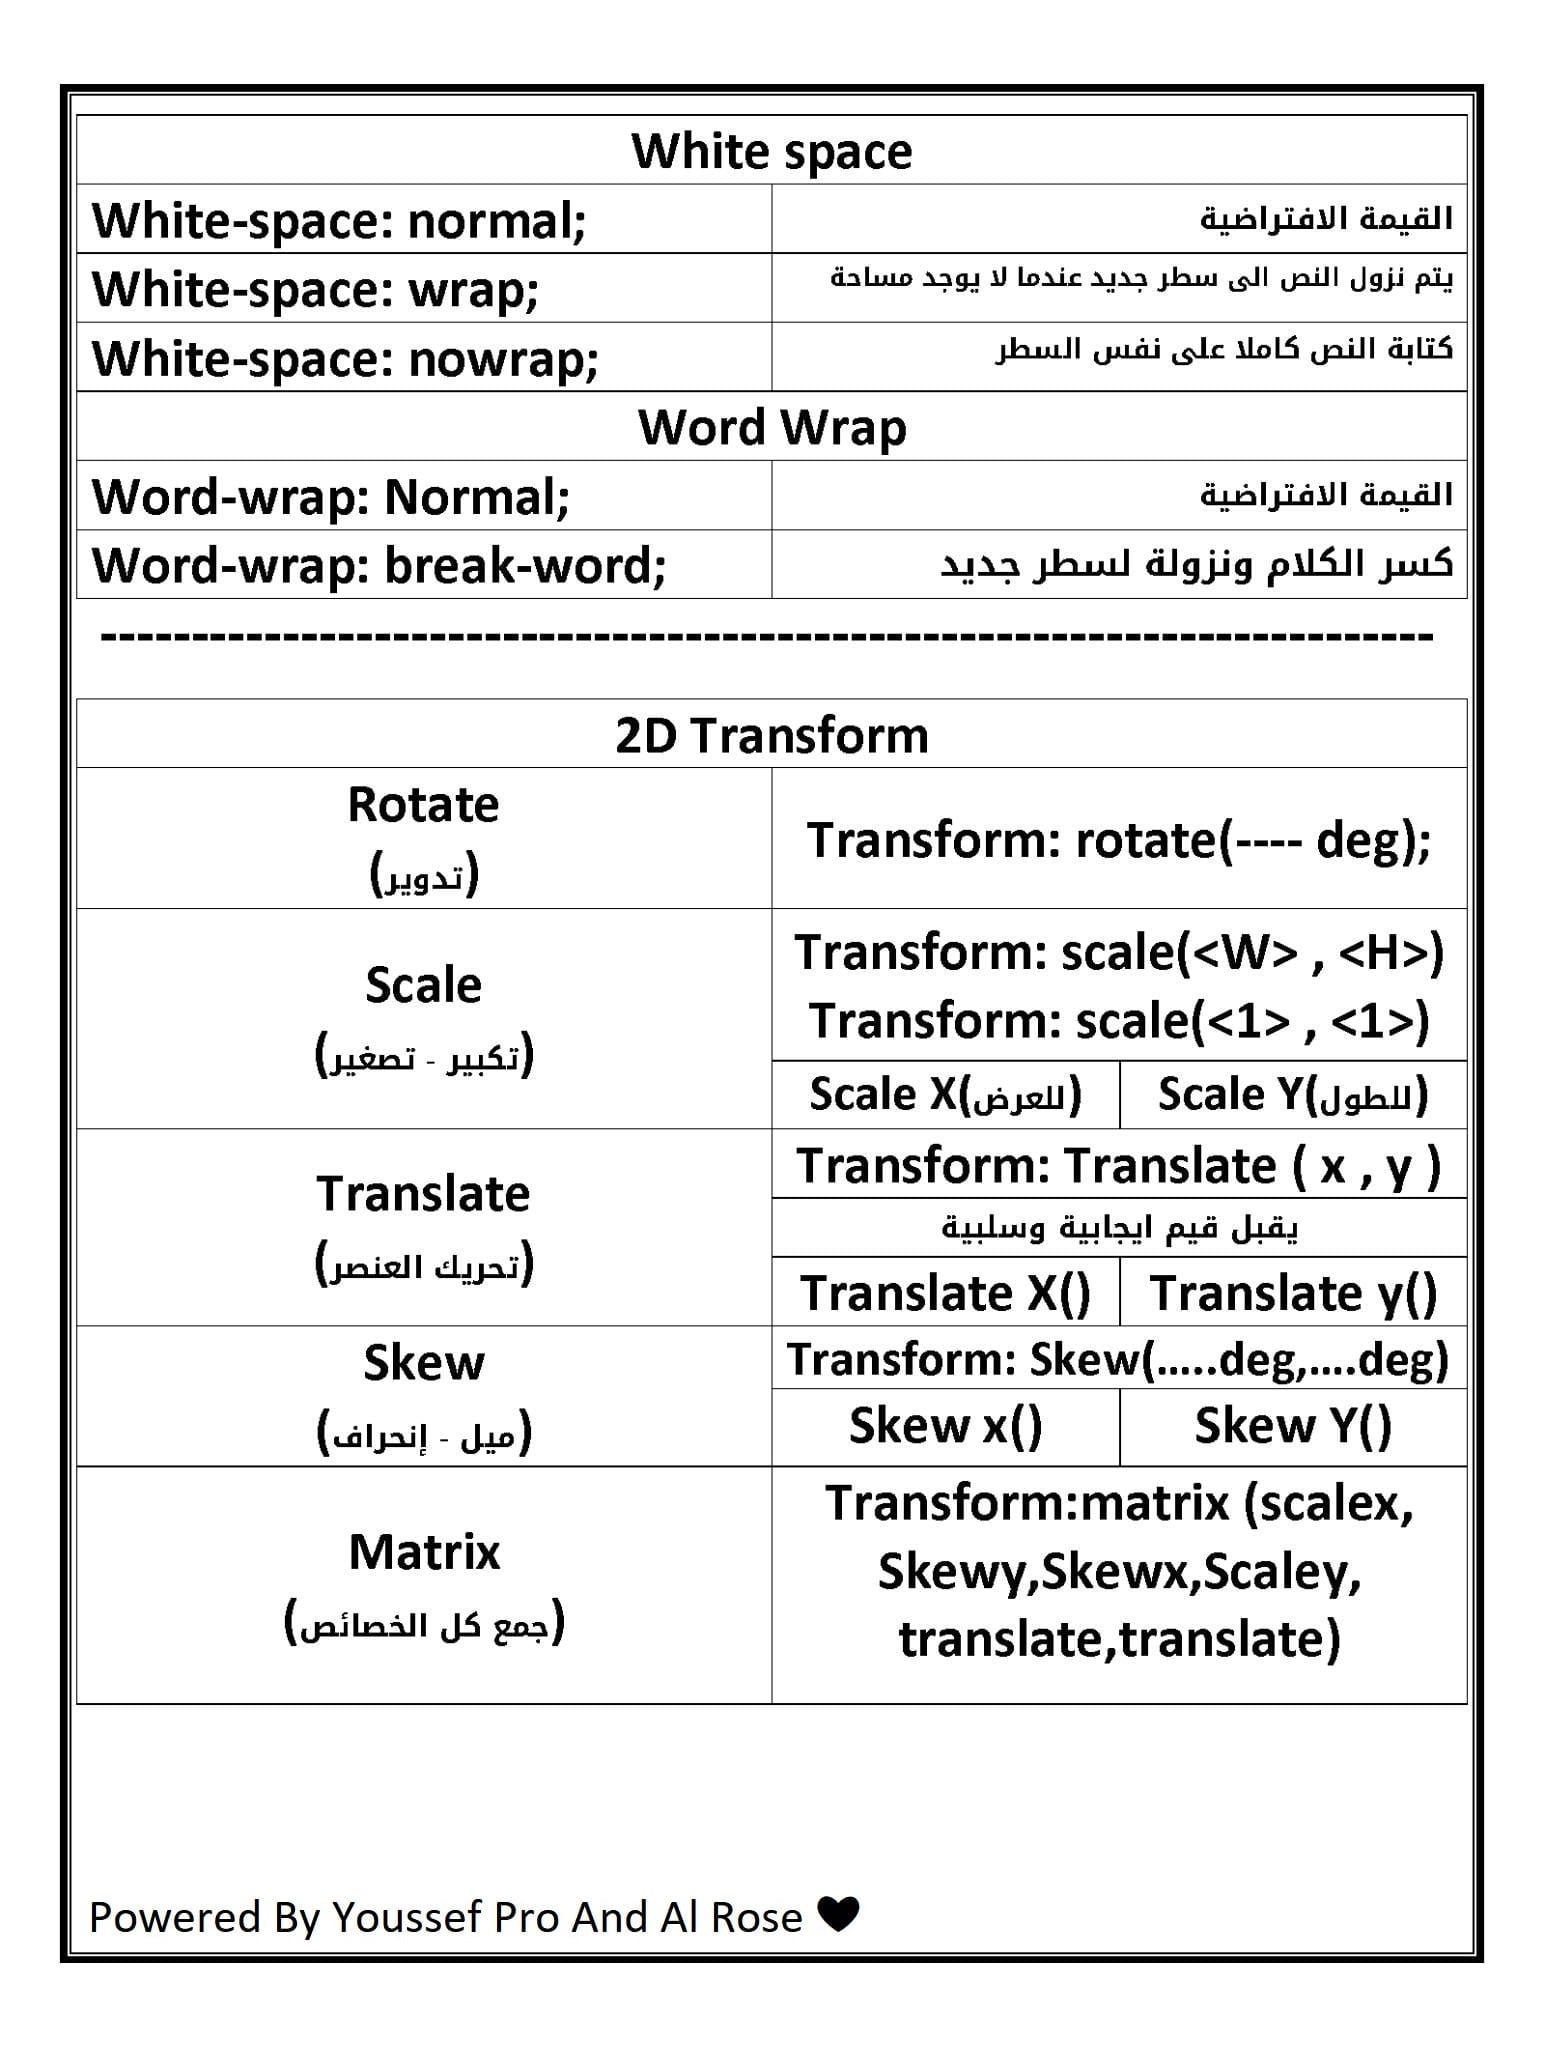 White space
White-space: normal;
القيمة الافتراضية
White-space: wrap;
يتم نزول النص الى سطر جديد عندما لا يوجد مساحة
White-space: nowrap;
كتابة النص كاملا على نفس السطر
Word Wrap
Word-wrap: Normal;
القيمة الافتراضية
Word-wrap: break-word;
كسر الكلام ونزولة لسطر جديد
--------------------------------------------------------------------------
2D Transform
Rotate
(تدوير)
Transform: rotate(---- deg);
Scale
(تكبير - تصغير)
Transform: scale(<W> , <H>)
Transform: scale(<1> , <1>)
Scale X(للعرض)
Scale Y(للطول)
Translate
(تحريك العنصر)
Transform: Translate ( x , y )
يقبل قيم ايجابية وسلبية
Translate X()
Translate y()
Skew
(ميل - إنحراف)
Transform: Skew(.....deg,....deg)
Skew x()
Skew Y()
Matrix
(جمع كل الخصائص)
Transform:matrix (scalex,
Skewy,Skewx,Scaley,
translate,translate)
Powered By Youssef Pro And Al Rose ♥